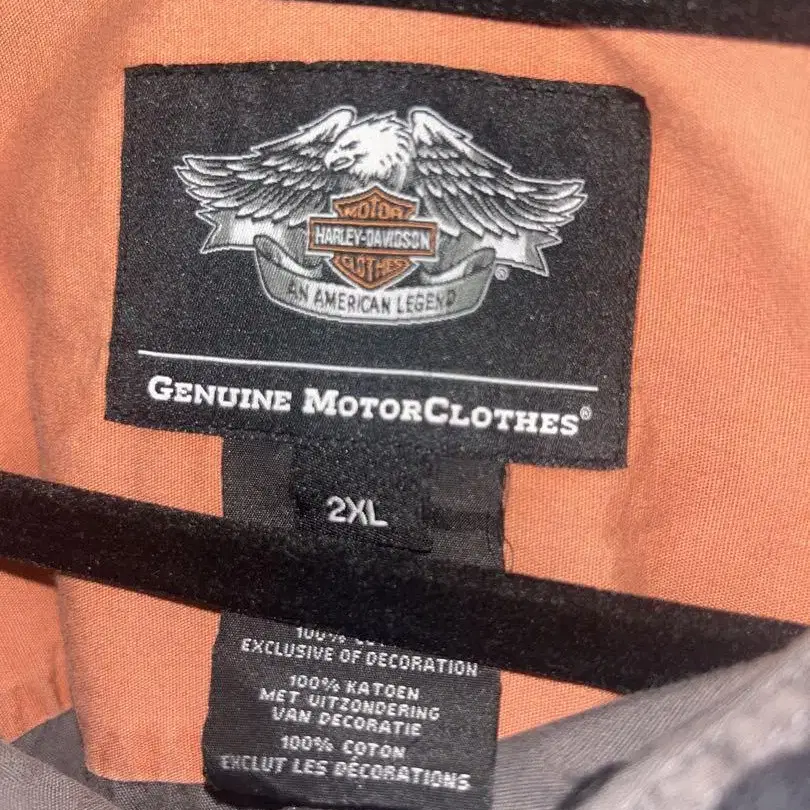 MOTOR
HARLEY-DAVIDSON
CLOTHES
®
AN AMERICAN LEGEND
GENUINE MOTORCLOTHES®
2XL
100%
EXCLUSIVE OF DECORATION
100% KATOEN
MET UITZONDERING
VAN DECORATIE
100% COTON
EXCLUT LES DÉCORATIONS